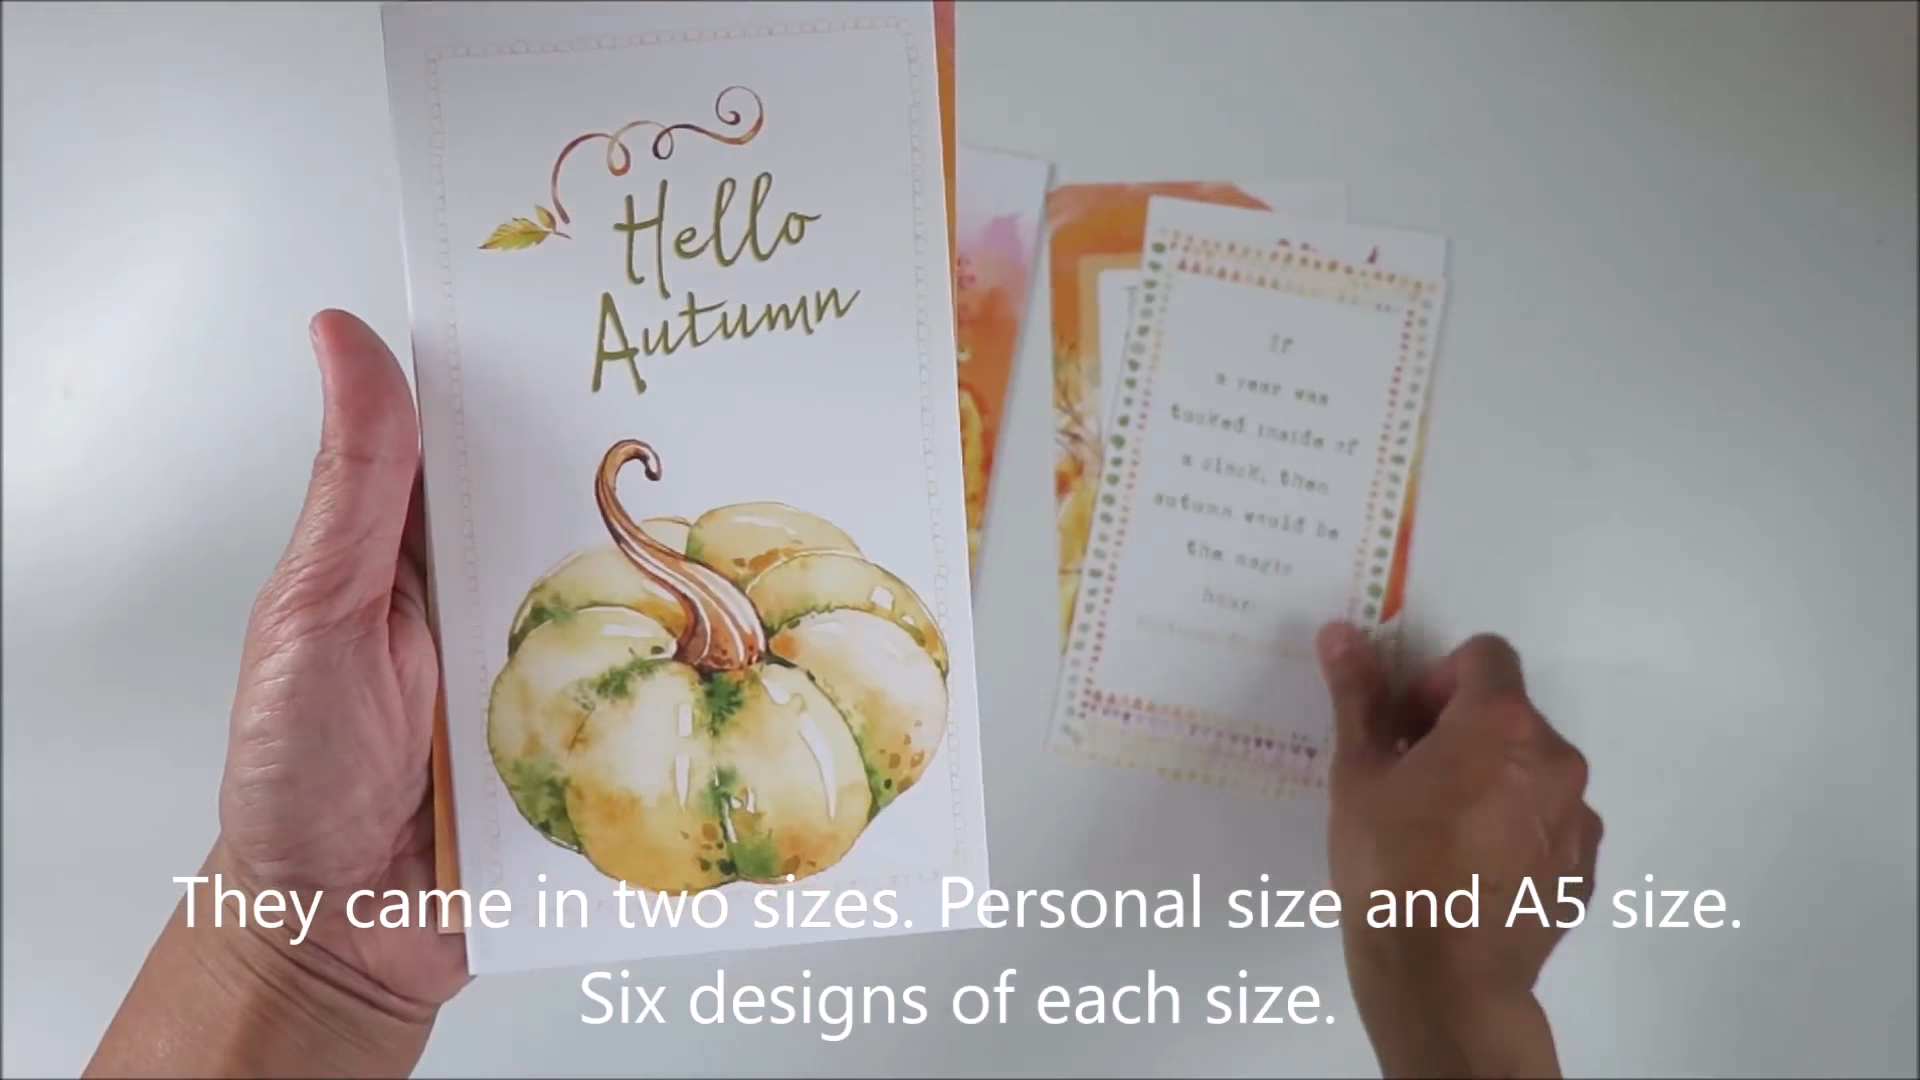 Hello
Autumn
If
a year was
tucked inside of
a clock, then
autumn would be
the magic
hour
They came in two sizes. Personal size and A5 size.
Six designs of each size.